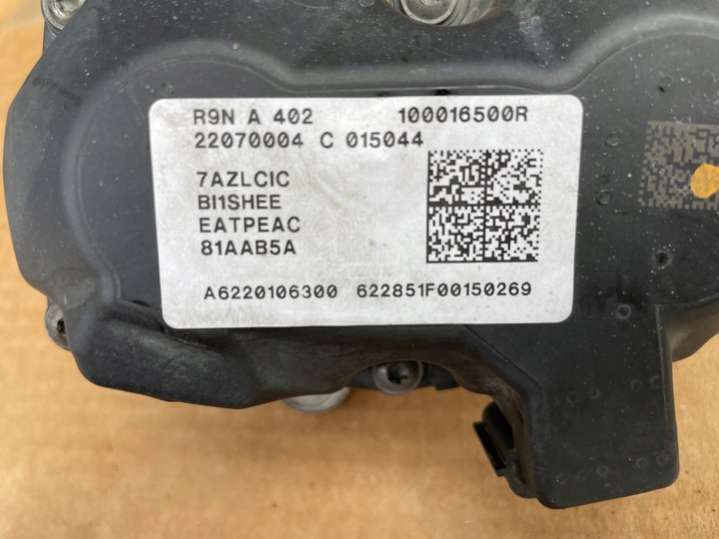 R9N A 402 100016500R
22070004 C 015044
7AZLCIC
BI1SHEE
EATPEAC
81AAB5A
A6220106300 622851F00150269